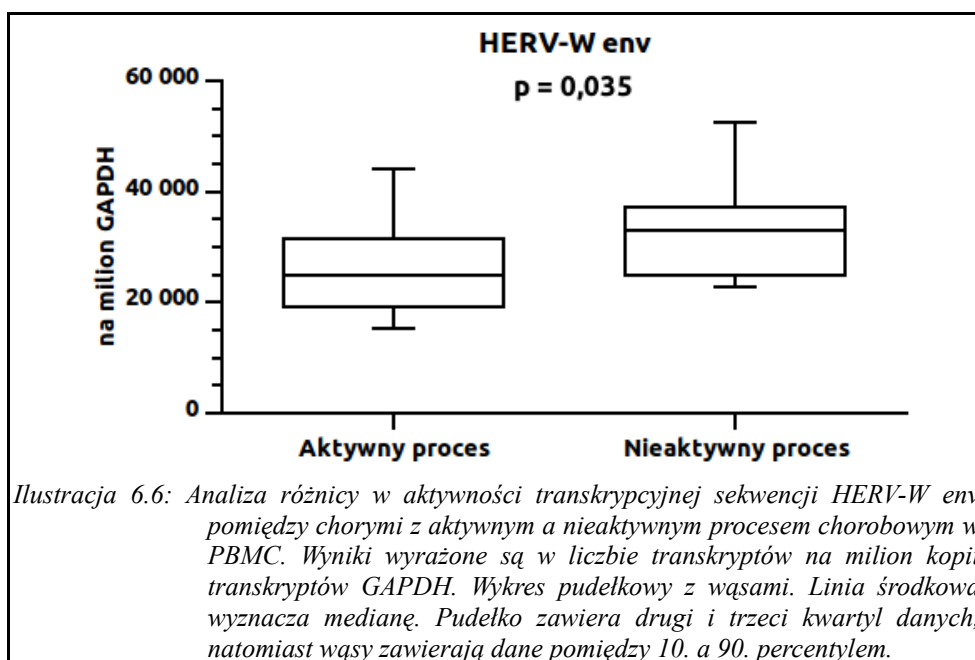 HERV-W env
p = 0,035
60 000
40 000
20 000
0
na milion GAPDH
Aktywny proces
Nieaktywny proces
Ilustracja 6.6: Analiza różnicy w aktywności transkrypcyjnej sekwencji HERV-W env
pomiędzy chorymi z aktywnym a nieaktywnym procesem chorobowym w
PBMC. Wyniki wyrażone są w liczbie transkryptów na milion kopii
transkryptów GAPDH. Wykres pudełkowy z wąsami. Linia środkowa
wyznacza medianę. Pudełko zawiera drugi i trzeci kwartyl danych,
natomiast wąsy zawierają dane pomiędzy 10. a 90. percentylem.